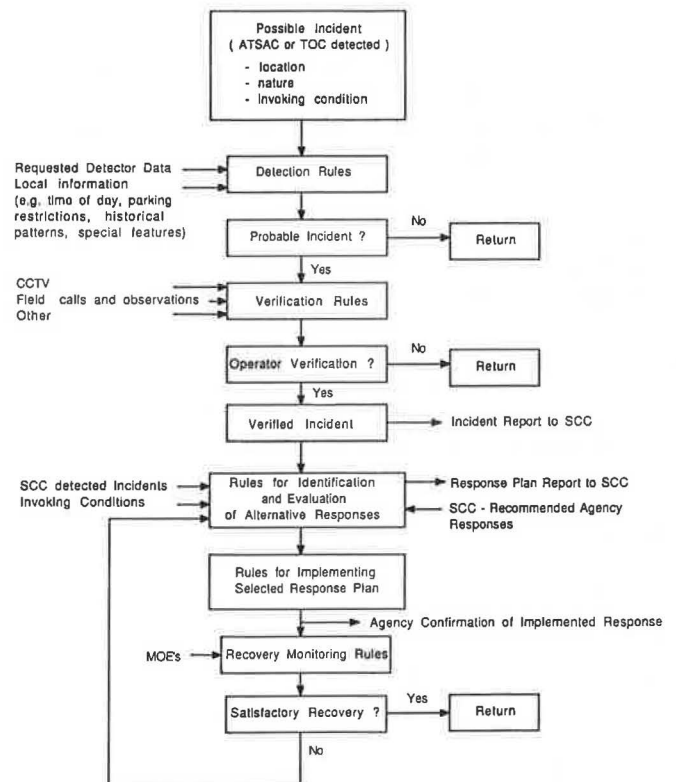 Possible Incident
( ATSAC or TOC detected )
- location
- nature
- Invoking condition
Requested Detector Data
Local information
(e.g. time of day, parking
restrictions, historical
patterns, special features)
Detection Rules
Probable Incident ?
No
Return
Yes
CCTV
Field calls and observations
Other
Verification Rules
Operator Verification ?
No
Return
Yes
Verified Incident
Incident Report to SCC
SCC detected Incidents
Invoking Conditions
Rules for Identification
and Evaluation
of Alternative Responses
Response Plan Report to SCC
SCC - Recommended Agency
Responses
Rules for Implementing
Selected Response Plan
Agency Confirmation of Implemented Response
MOE's
Recovery Monitoring Rules
Satisfactory Recovery ?
Yes
Return
No